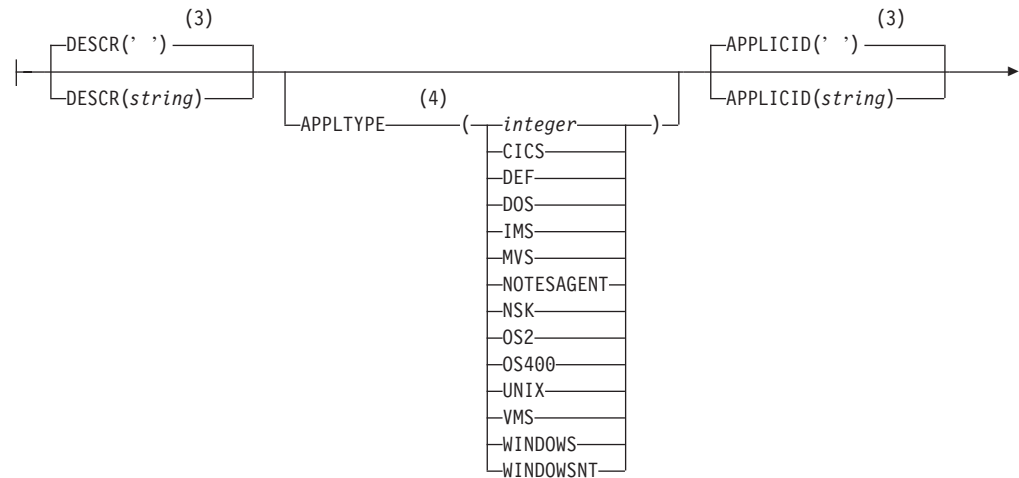 (3) (3)
DESCR(’ ’) APPLICID(’ ’)
DESCR(string) APPLICID(string)
(4)
APPLTYPE ( integer )
CICS
DEF
DOS
IMS
MVS
NOTESAGENT
NSK
OS2
OS400
UNIX
VMS
WINDOWS
WINDOWSNT